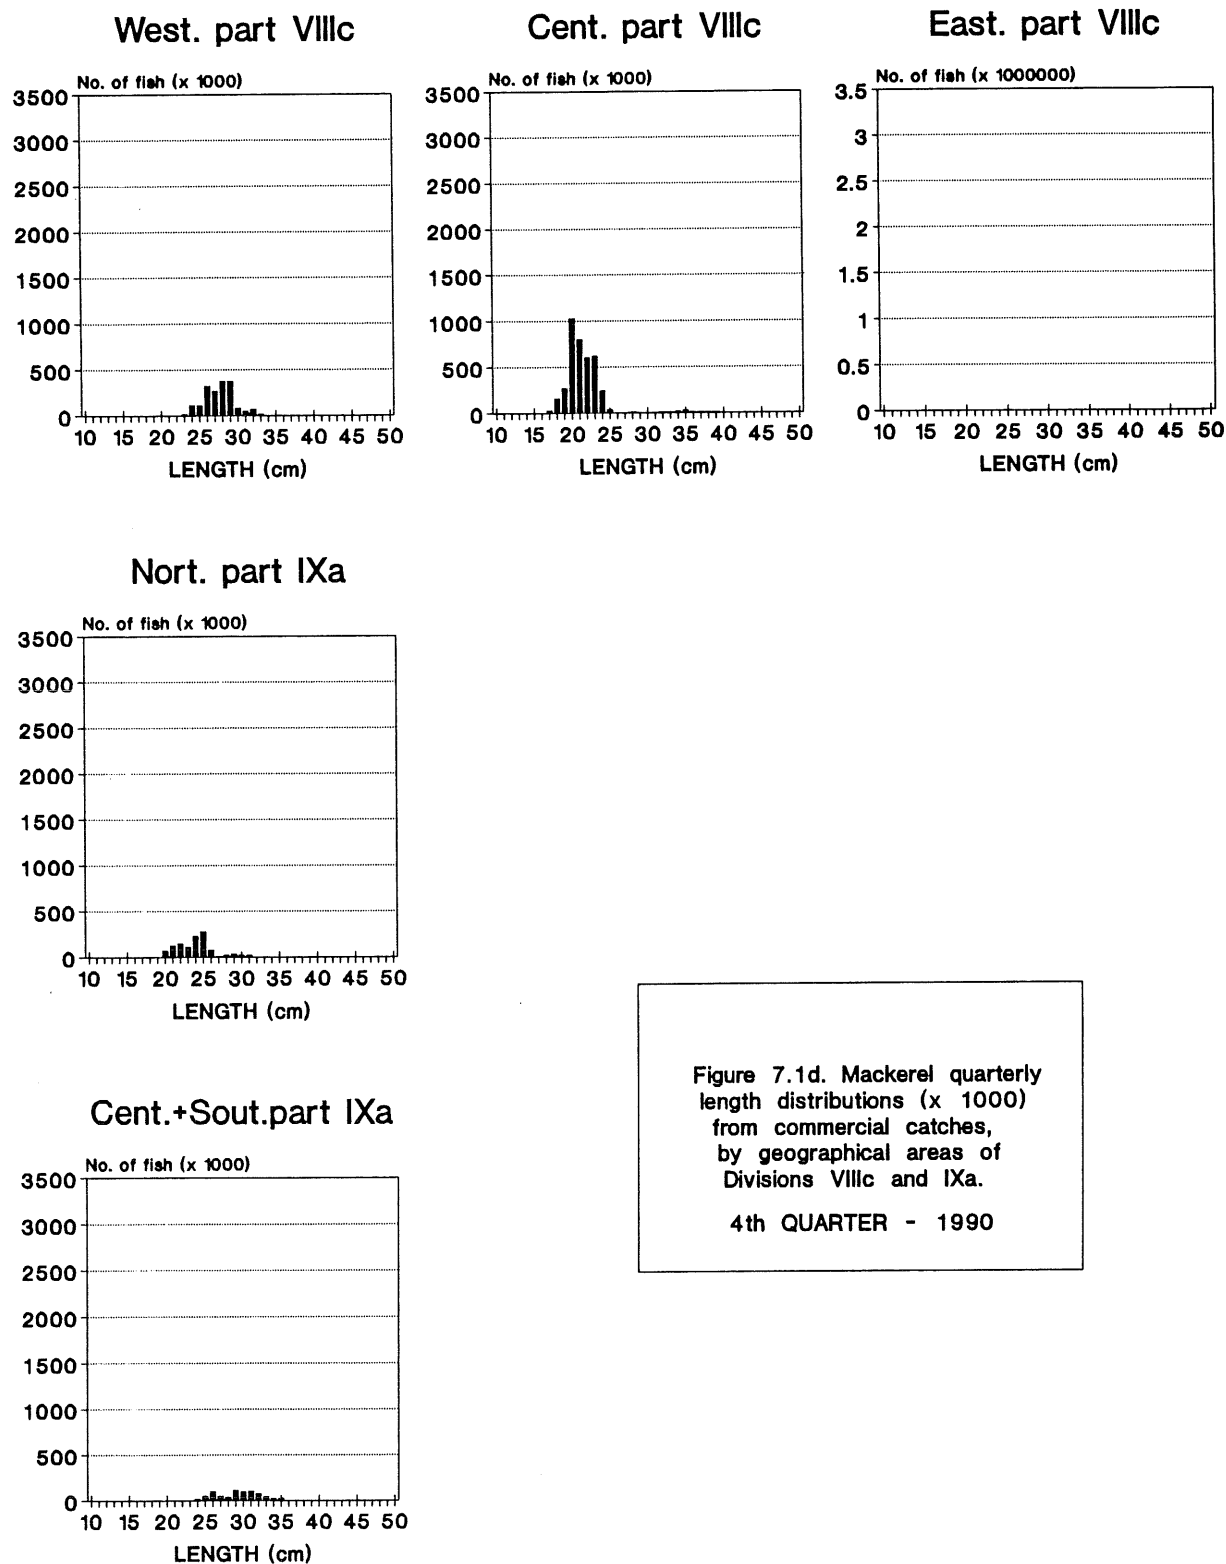 West. part VIIIc
No. of fish (x 1000)
3500
3000
2500
2000
1500
1000
500
0
10 15 20 25 30 35 40 45 50
LENGTH (cm)
Cent. part VIIIc
No. of fish (x 1000)
3500
3000
2500
2000
1500
1000
500
0
10 15 20 25 30 35 40 45 50
LENGTH (cm)
East. part VIIIc
No. of fish (x 1000000)
3.5
3
2.5
2
1.5
1
0.5
0
10 15 20 25 30 35 40 45 50
LENGTH (cm)
Nort. part IXa
No. of fish (x 1000)
3500
3000
2500
2000
1500
1000
500
0
10 15 20 25 30 35 40 45 50
LENGTH (cm)
Cent.+Sout.part IXa
No. of fish (x 1000)
3500
3000
2500
2000
1500
1000
500
0
10 15 20 25 30 35 40 45 50
LENGTH (cm)
Figure 7.1d. Mackerel quarterly
length distributions (x 1000)
from commercial catches,
by geographical areas of
Divisions VIIIc and IXa.
4th QUARTER - 1990